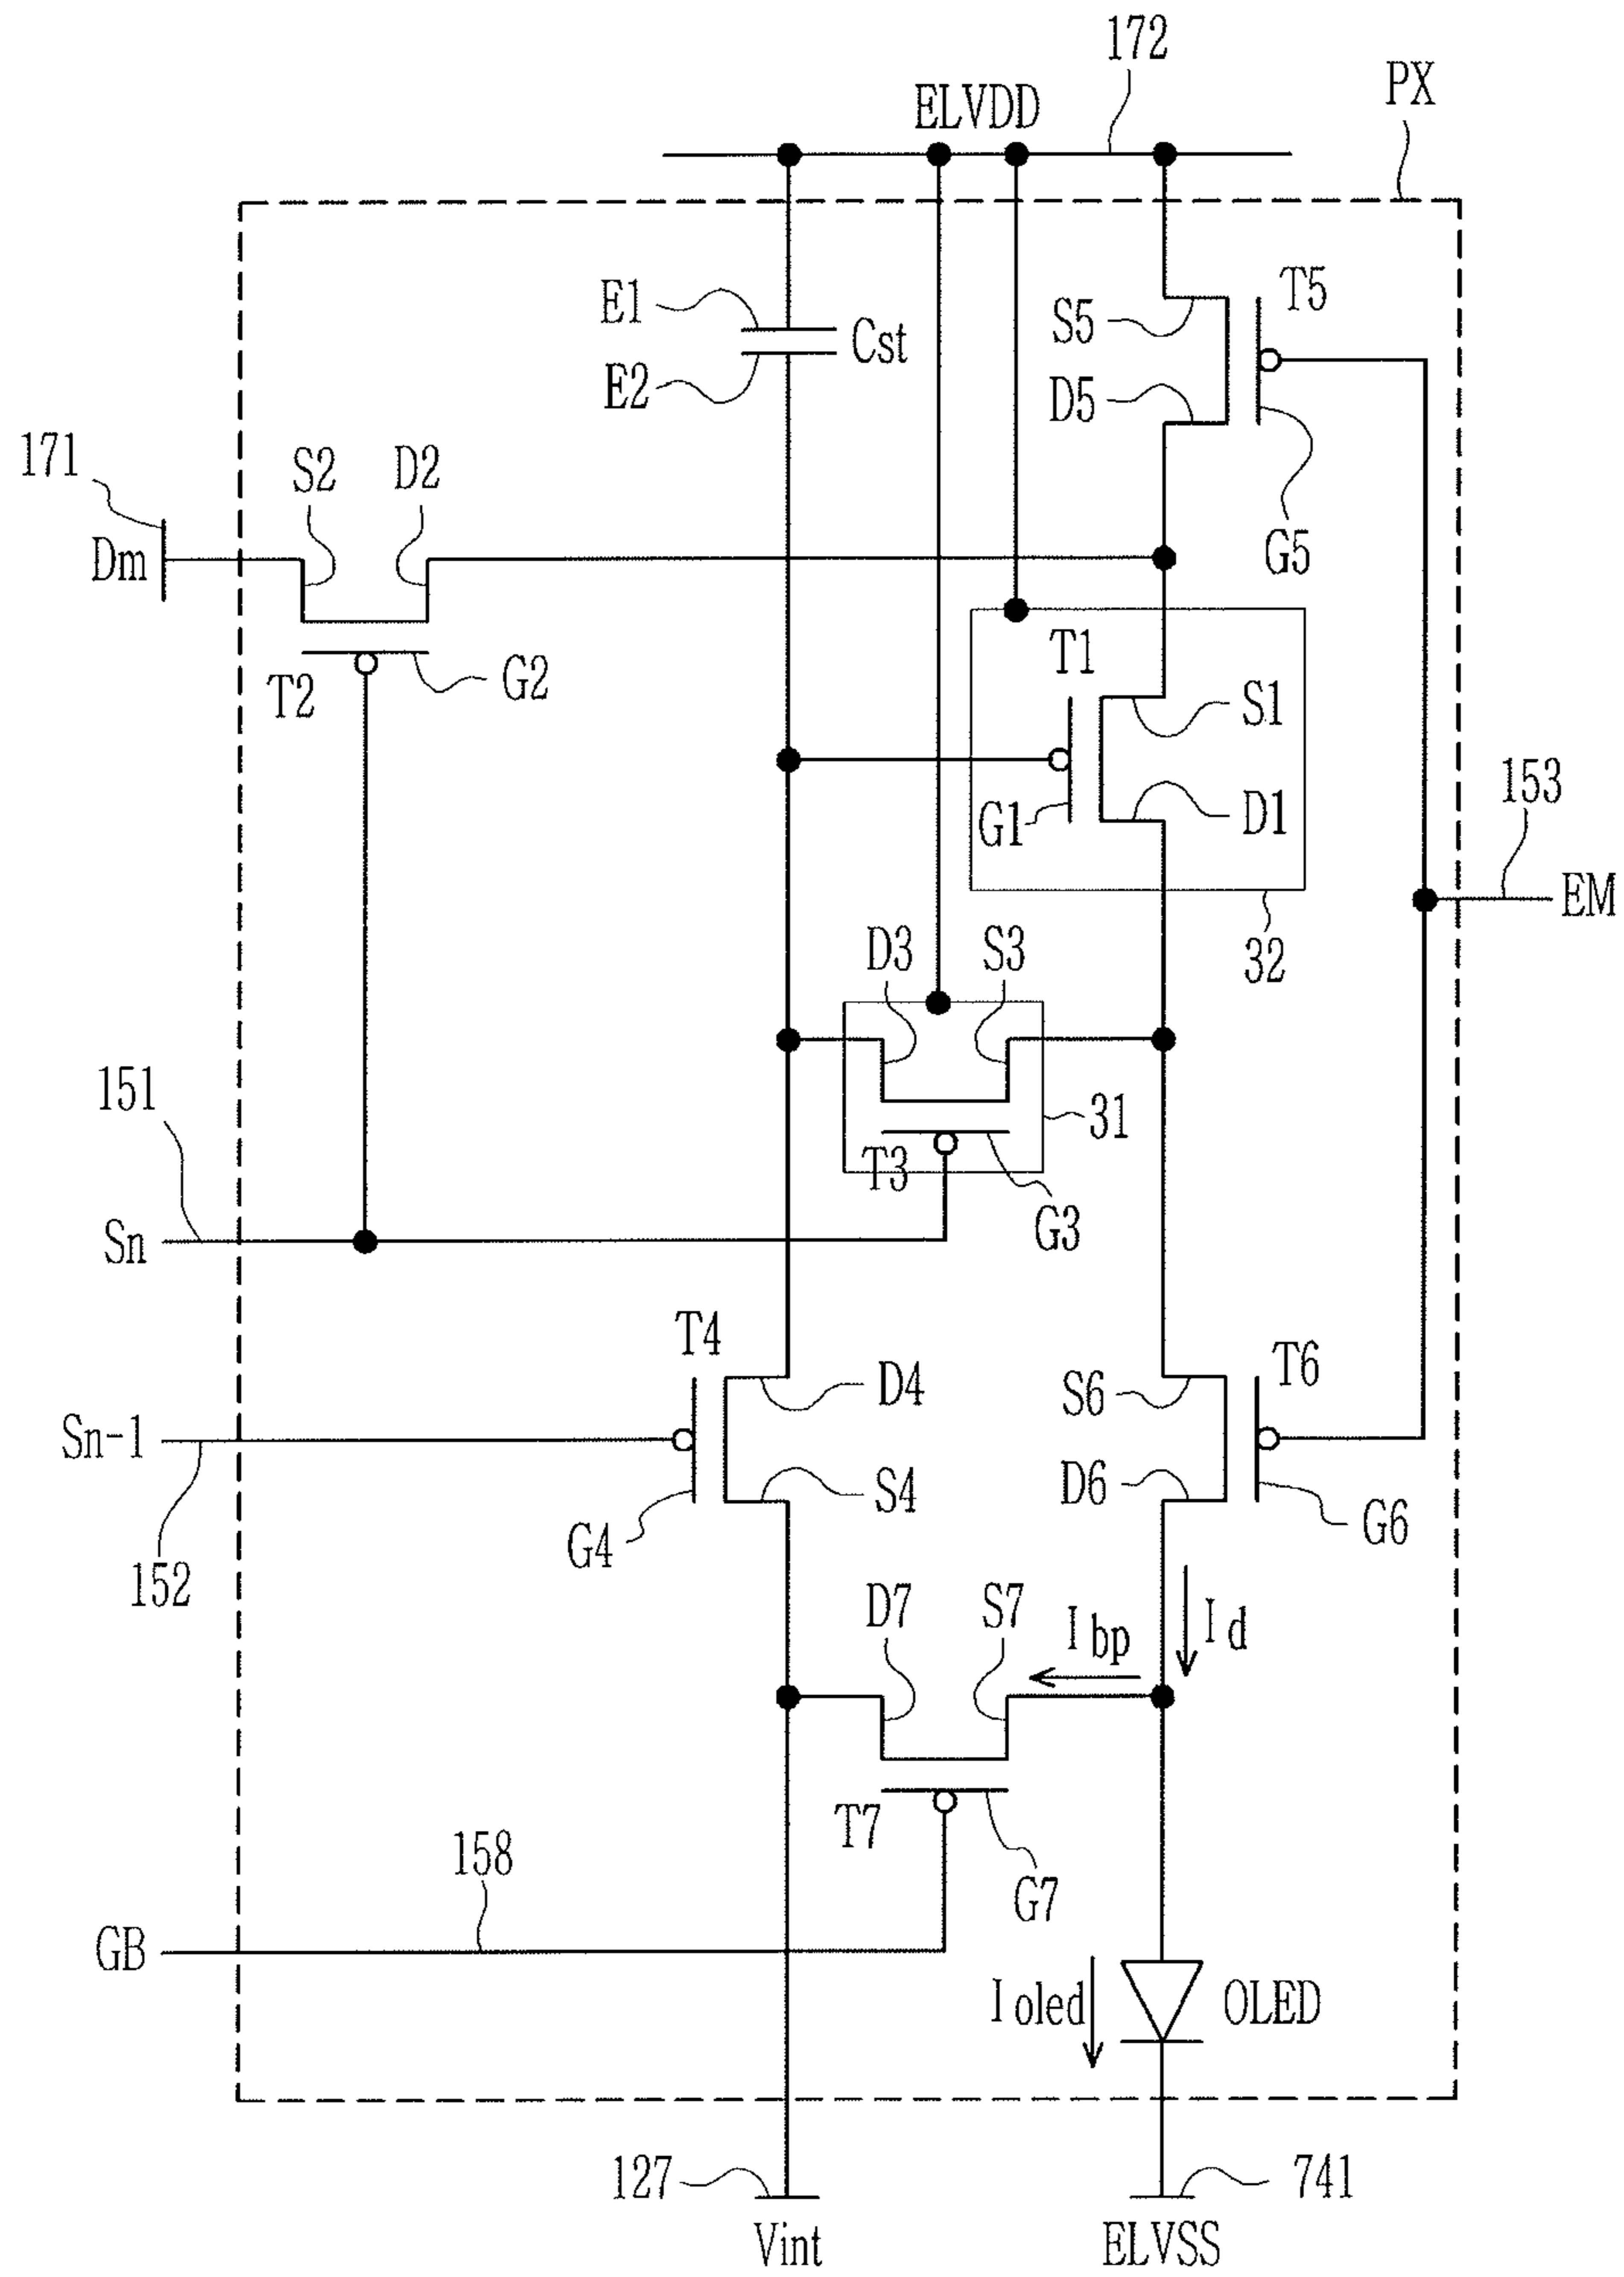 172
ELVDD
PX
E1
Cst
E2
S5
T5
D5
G5
171
S2
D2
Dm
T2
G2
T1
S1
G1
D1
153
EM
32
D3
S3
151
31
T3
G3
Sn
T4
D4
S6
T6
Sn-1
S4
D6
G4
G6
152
D7
S7
I bp
I d
T7
158
G7
GB
I oled
OLED
127
741
Vint
ELVSS